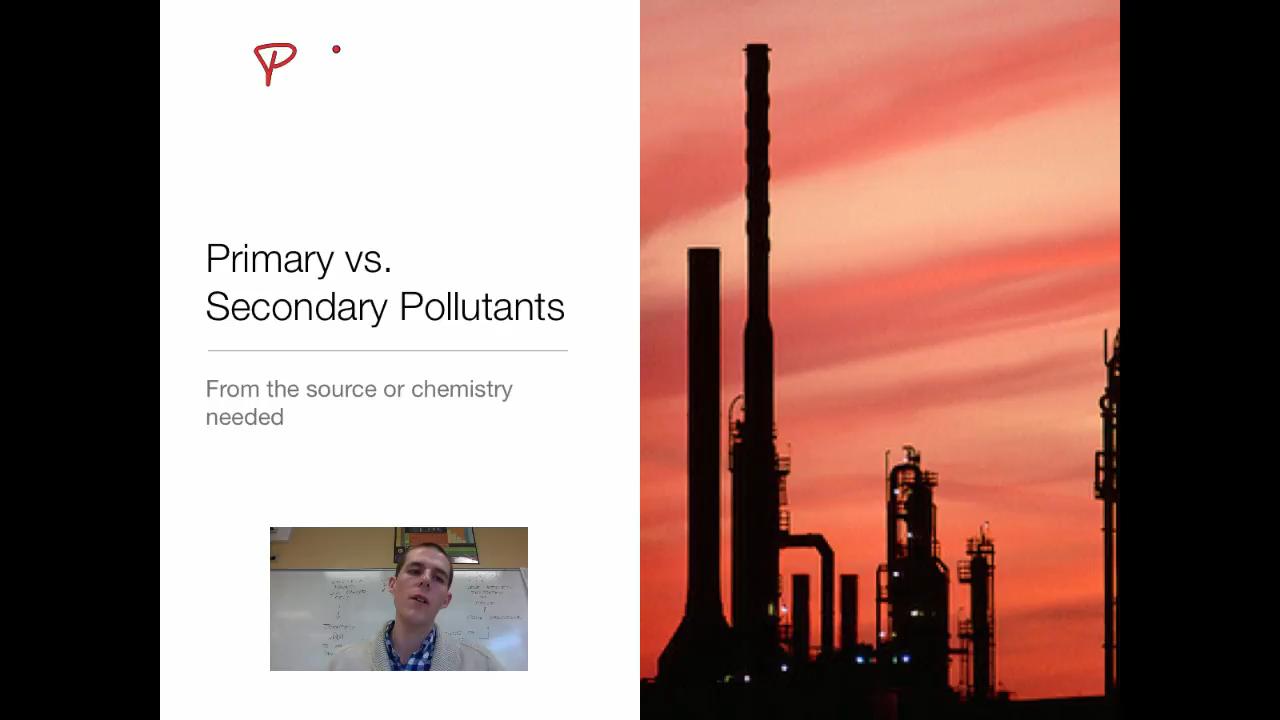 P
Primary vs.
Secondary Pollutants
From the source or chemistry
needed